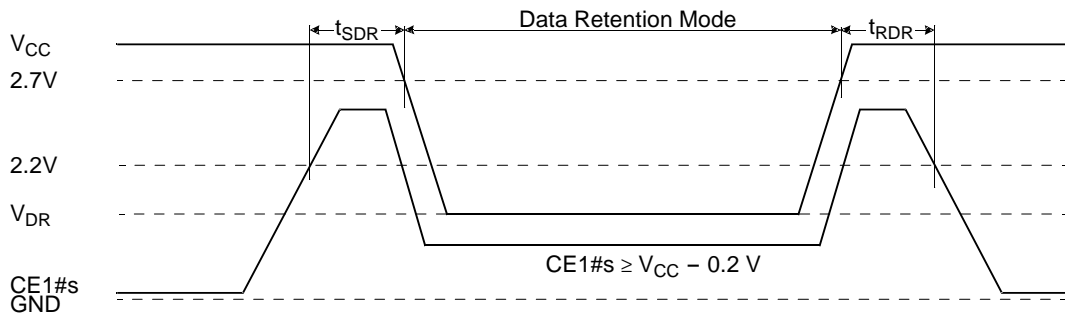 Data Retention Mode
tSDR
tRDR
VCC
2.7V
2.2V
VDR
CE1#s ≥ VCC – 0.2 V
CE1#s
GND